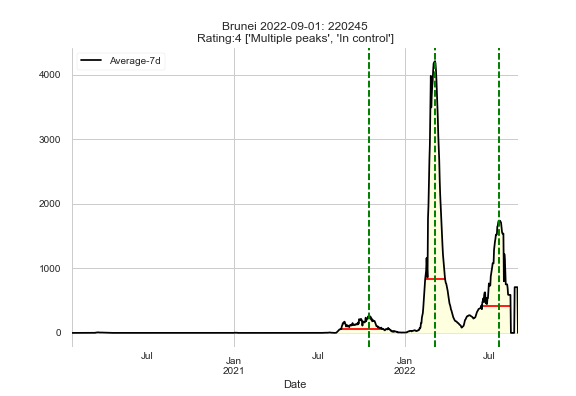 Brunei 2022-09-01: 220245
Rating:4 ['Multiple peaks', 'In control']
Average-7d
4000
3000
2000
1000
0
Jul
Jan
2021
Jul
Jan
2022
Jul
Date